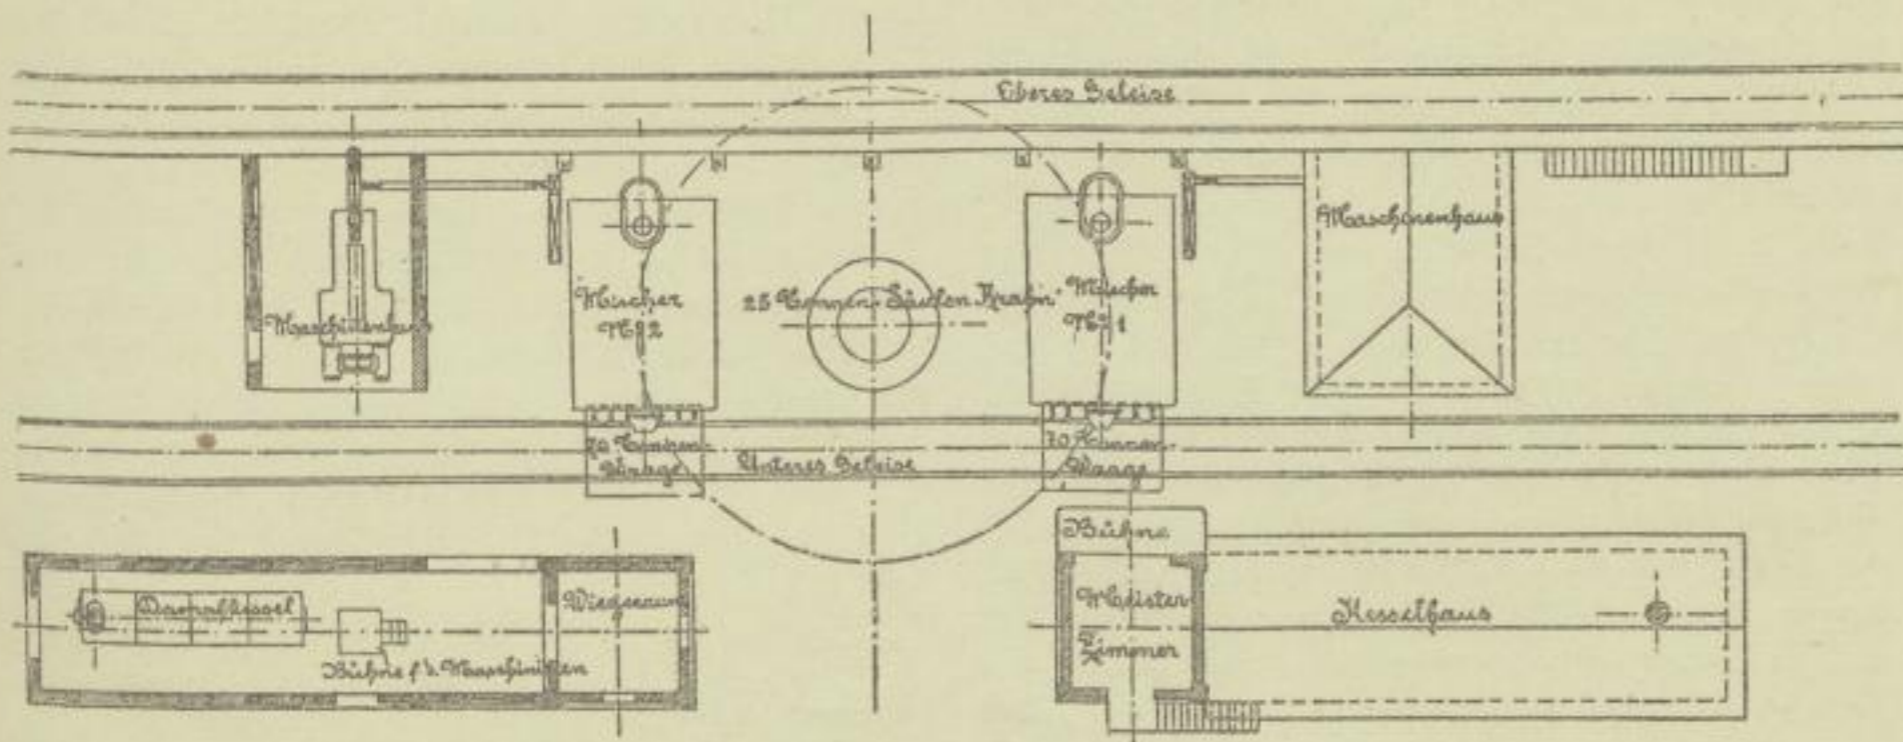 Oberes Geleise
Maschinenhaus
Maschinenhaus
Mischer
Nº 2
25 Tonnen-Säulen Krahn
Mischer
Nº 1
70 Tonnen-
Waage
Unteres Geleise
70 Tonnen-
Waage
Bühne
Dampfkessel
Wiegeraum
Meister
Zimmer
Kesselhaus
Bühne f. d. Maschinisten